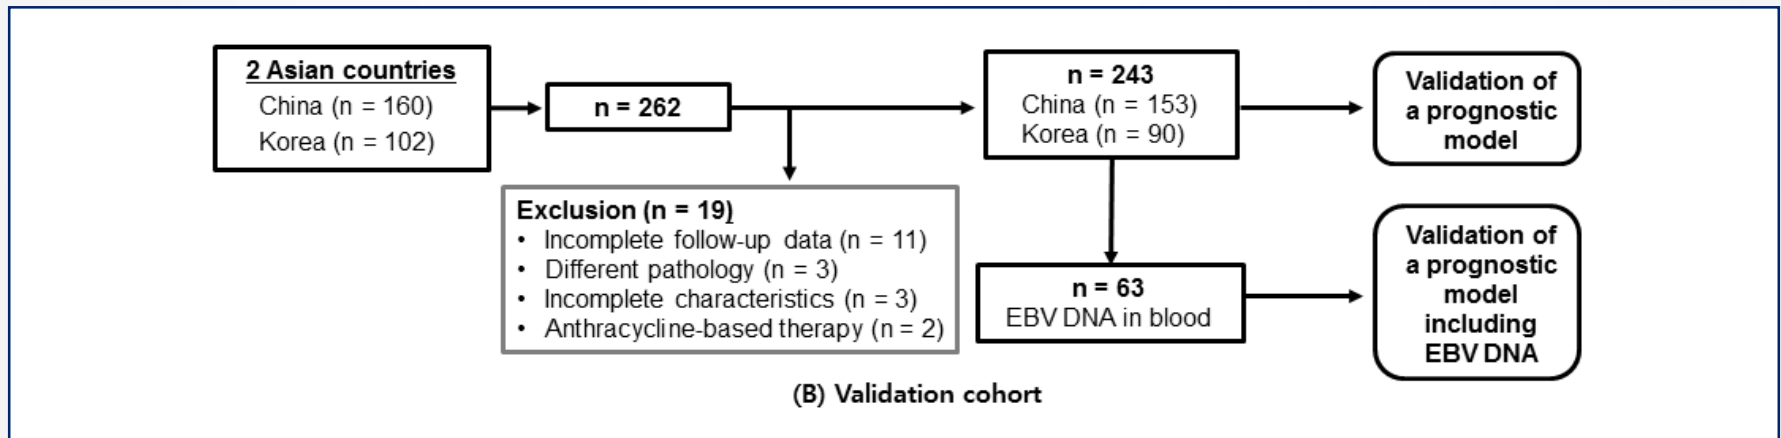 2 Asian countries
China (n = 160)
Korea (n = 102)
n = 262
n = 243
China (n = 153)
Korea (n = 90)
Validation of
a prognostic
model
Exclusion (n = 19)
• Incomplete follow-up data (n = 11)
• Different pathology (n = 3)
• Incomplete characteristics (n = 3)
• Anthracycline-based therapy (n = 2)
n = 63
EBV DNA in blood
Validation of
a prognostic
model
including
EBV DNA
(B) Validation cohort